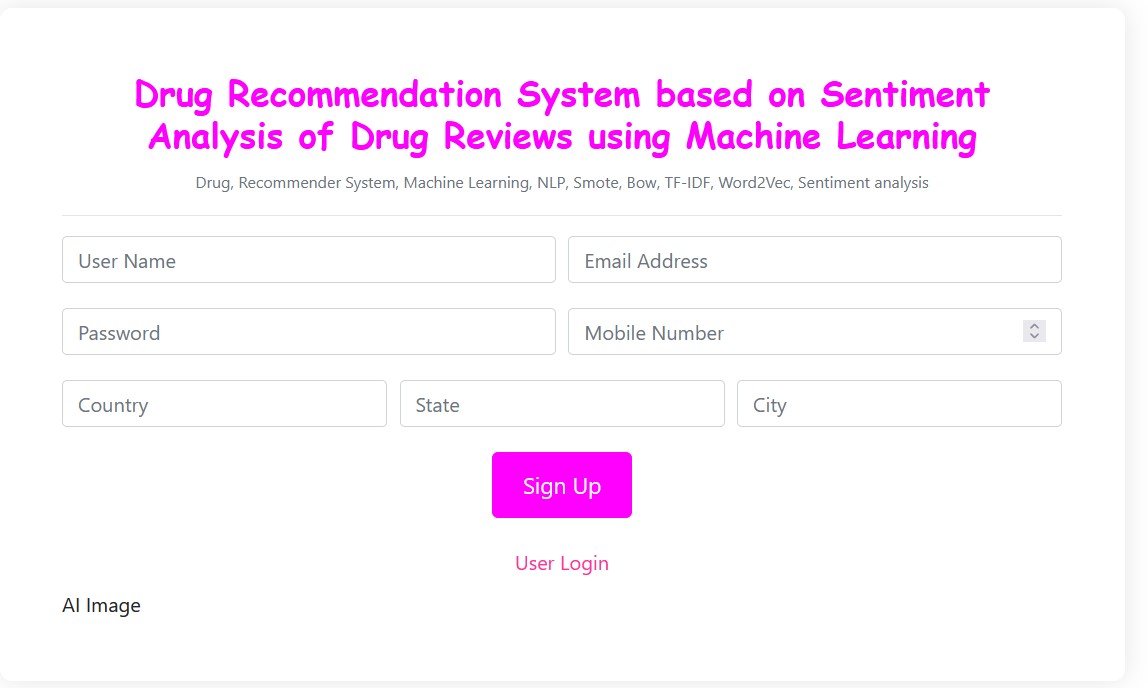 Drug Recommendation System based on Sentiment
Analysis of Drug Reviews using Machine Learning
Drug, Recommender System, Machine Learning, NLP, Smote, Bow, TF-IDF, Word2Vec, Sentiment analysis
User Name
Email Address
Password
Mobile Number
Country
State
City
Sign Up
User Login
AI Image